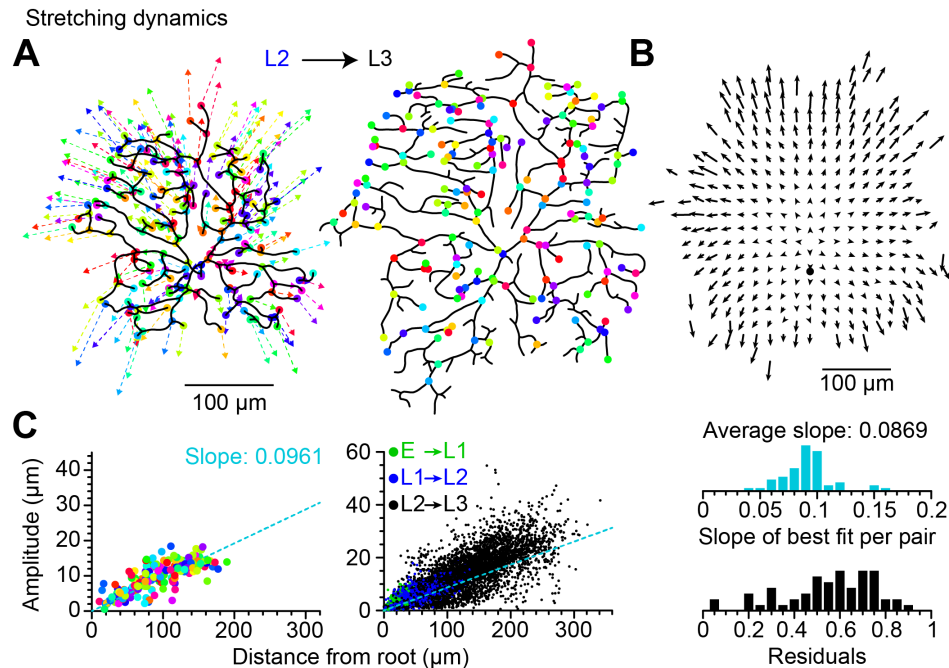 Stretching dynamics
A
L2 → L3
B
100 µm
100 µm
C
Slope: 0.0961
Amplitude (µm)
40
30
20
10
0
0 100 200 300
E →L1
L1→L2
L2→L3
60
40
20
0
0 100 200 300
Distance from root (µm)
Average slope: 0.0869
0 0.05 0.1 0.15 0.2
Slope of best fit per pair
0 0.2 0.4 0.6 0.8 1
Residuals